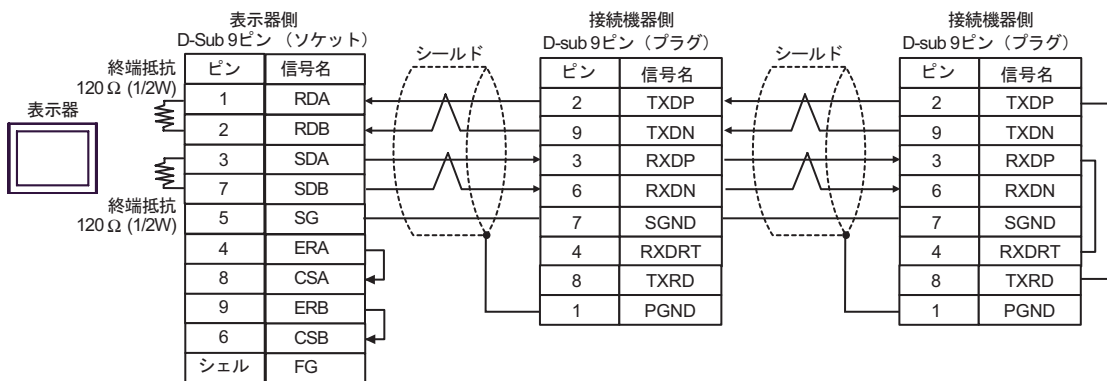 表示器側
D-Sub 9ピン （ソケット）
接続機器側
D-sub 9ピン（プラグ）
接続機器側
D-sub 9ピン（プラグ）
終端抵抗
120 Ω (1/2W)
表示器
終端抵抗
120 Ω (1/2W)
シールド
シールド
ピン 信号名
1 RDA
2 RDB
3 SDA
7 SDB
5 SG
4 ERA
8 CSA
9 ERB
6 CSB
シェル FG
ピン 信号名
2 TXDP
9 TXDN
3 RXDP
6 RXDN
7 SGND
4 RXDRT
8 TXRD
1 PGND
ピン 信号名
2 TXDP
9 TXDN
3 RXDP
6 RXDN
7 SGND
4 RXDRT
8 TXRD
1 PGND